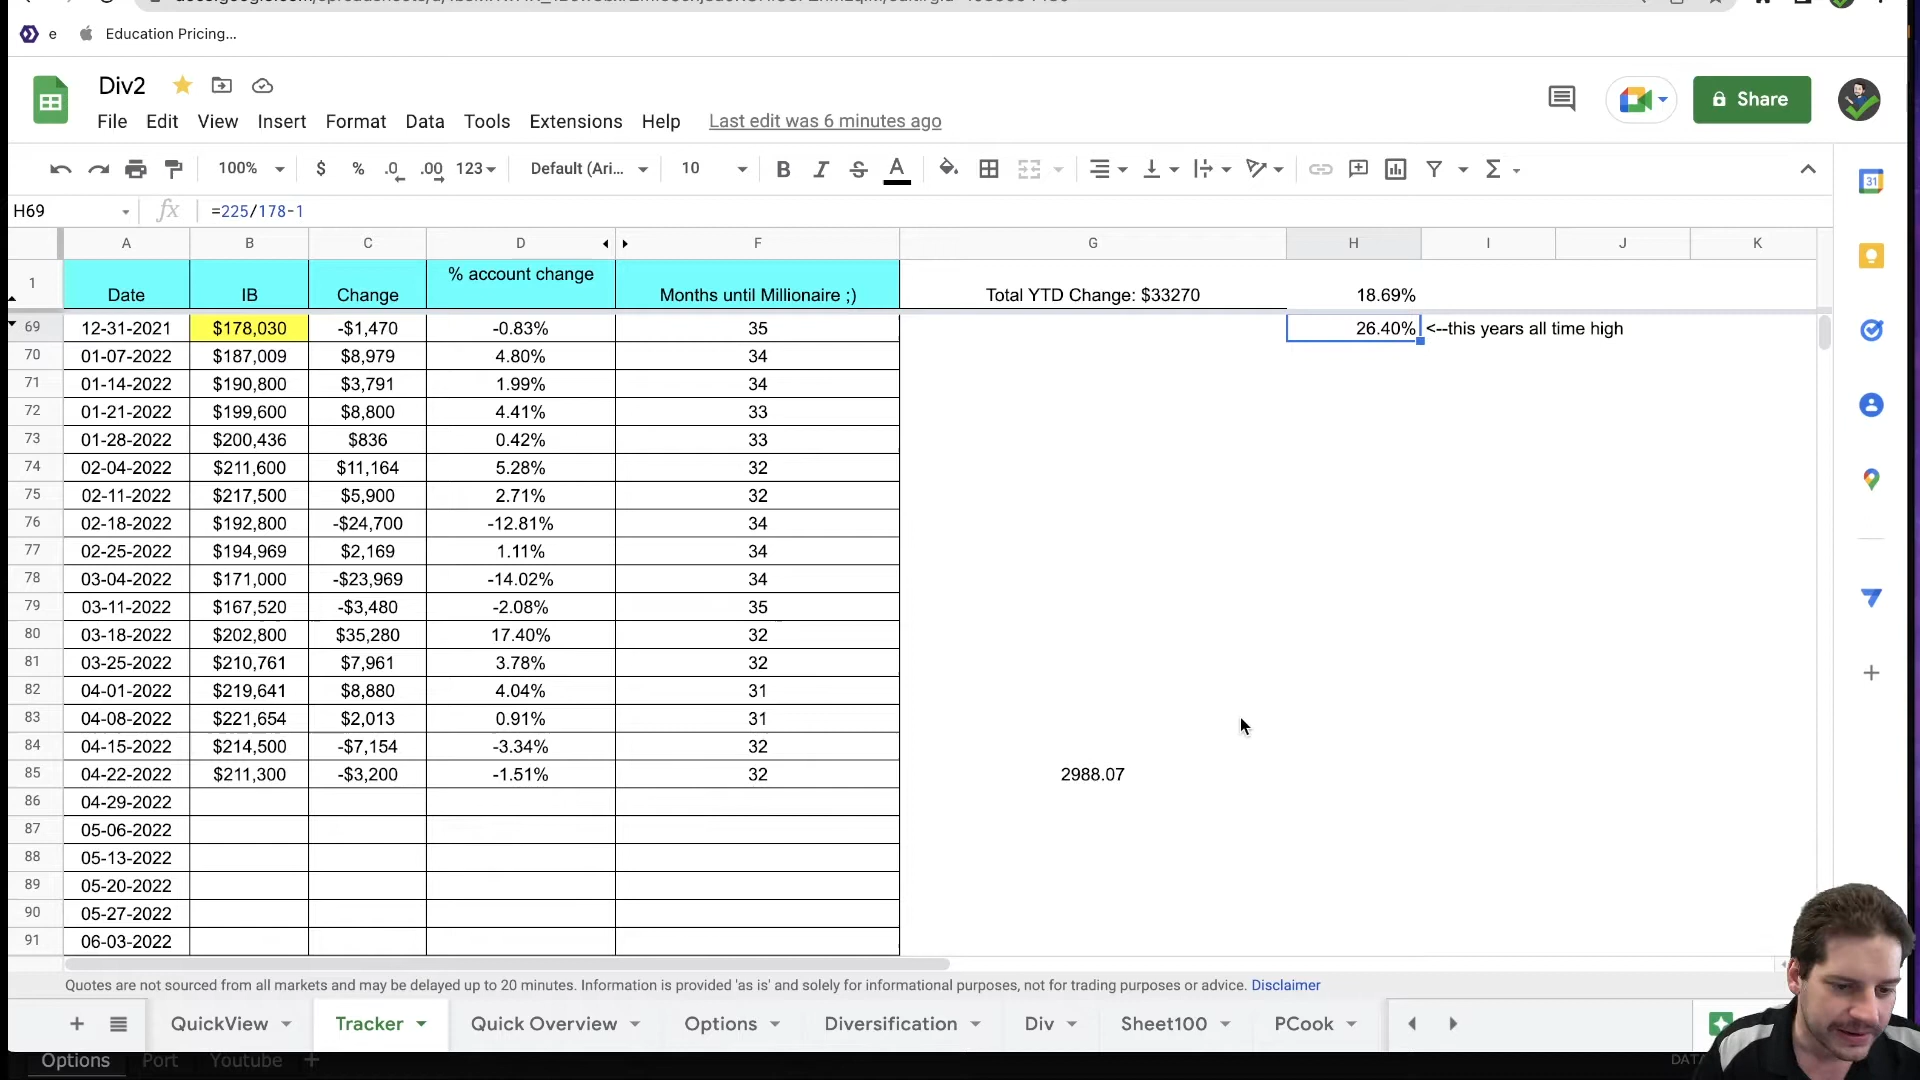 e Education Pricing...
Div2
File Edit View Insert Format Data Tools Extensions Help Last edit was 6 minutes ago
Share
100% $ % .0 .00 123 Default (Ari... 10 B I S A
H69 fx =225/178-1
A B C D F G H I J K
1 Date IB Change % account change Months until Millionaire ;) Total YTD Change: $33270 18.69%
69 12-31-2021 $178,030 -$1,470 -0.83% 35 26.40% <--this years all time high
70 01-07-2022 $187,009 $8,979 4.80% 34
71 01-14-2022 $190,800 $3,791 1.99% 34
72 01-21-2022 $199,600 $8,800 4.41% 33
73 01-28-2022 $200,436 $836 0.42% 33
74 02-04-2022 $211,600 $11,164 5.28% 32
75 02-11-2022 $217,500 $5,900 2.71% 32
76 02-18-2022 $192,800 -$24,700 -12.81% 34
77 02-25-2022 $194,969 $2,169 1.11% 34
78 03-04-2022 $171,000 -$23,969 -14.02% 34
79 03-11-2022 $167,520 -$3,480 -2.08% 35
80 03-18-2022 $202,800 $35,280 17.40% 32
81 03-25-2022 $210,761 $7,961 3.78% 32
82 04-01-2022 $219,641 $8,880 4.04% 31
83 04-08-2022 $221,654 $2,013 0.91% 31
84 04-15-2022 $214,500 -$7,154 -3.34% 32
85 04-22-2022 $211,300 -$3,200 -1.51% 32 2988.07
86 04-29-2022
87 05-06-2022
88 05-13-2022
89 05-20-2022
90 05-27-2022
91 06-03-2022
Quotes are not sourced from all markets and may be delayed up to 20 minutes. Information is provided 'as is' and solely for informational purposes, not for trading purposes or advice. Disclaimer
QuickView Tracker Quick Overview Options Diversification Div Sheet100 PCook
Options Port Youtube